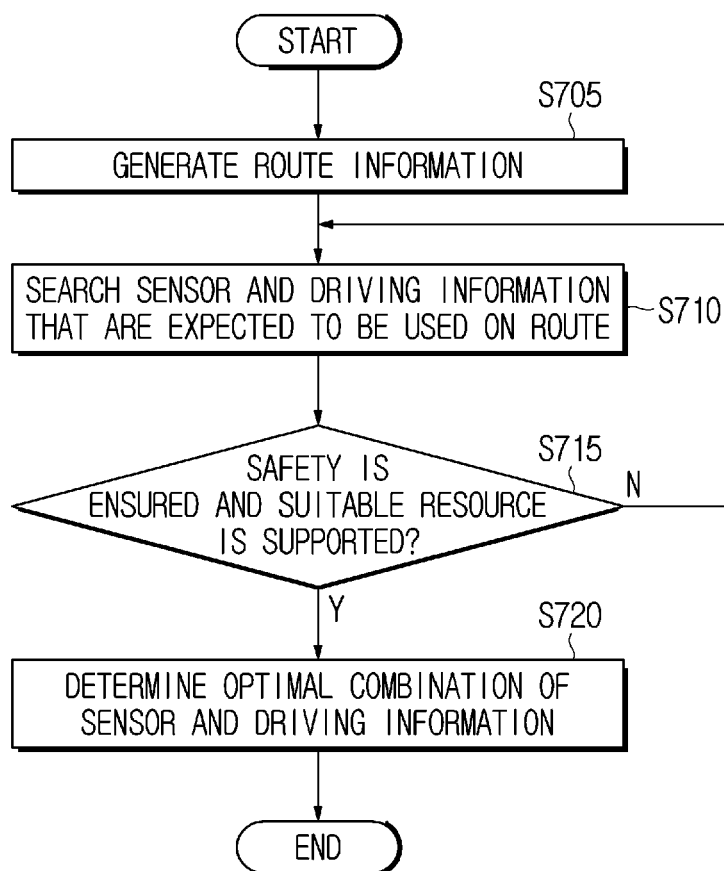 START
S705
GENERATE ROUTE INFORMATION
SEARCH SENSOR AND DRIVING INFORMATION
THAT ARE EXPECTED TO BE USED ON ROUTE
S710
S715
SAFETY IS
ENSURED AND SUITABLE RESOURCE
IS SUPPORTED?
N
Y
S720
DETERMINE OPTIMAL COMBINATION OF
SENSOR AND DRIVING INFORMATION
END